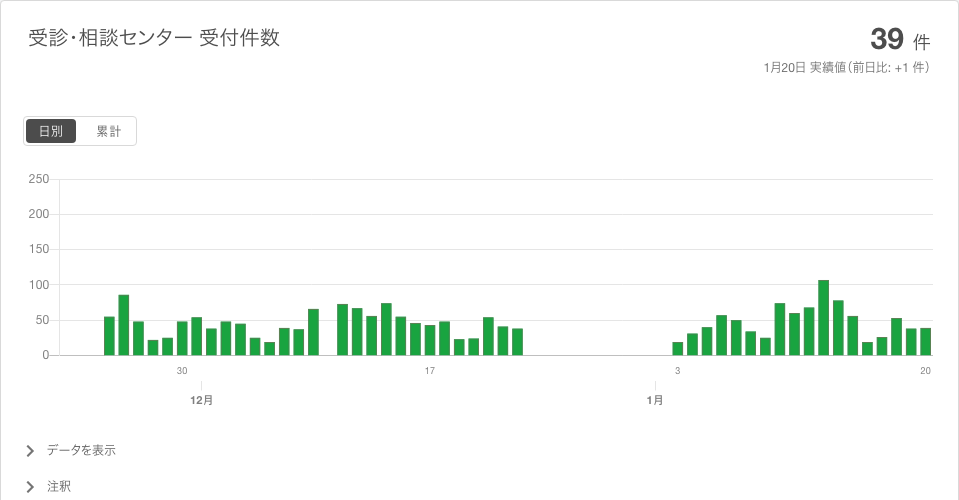 受診・相談センター 受付件数
39 件
1月20日 実績値（前日比: +1 件）
日別 累計
250
200
150
100
50
0
30 17 3 20
12月 1月
データを表示
注釈